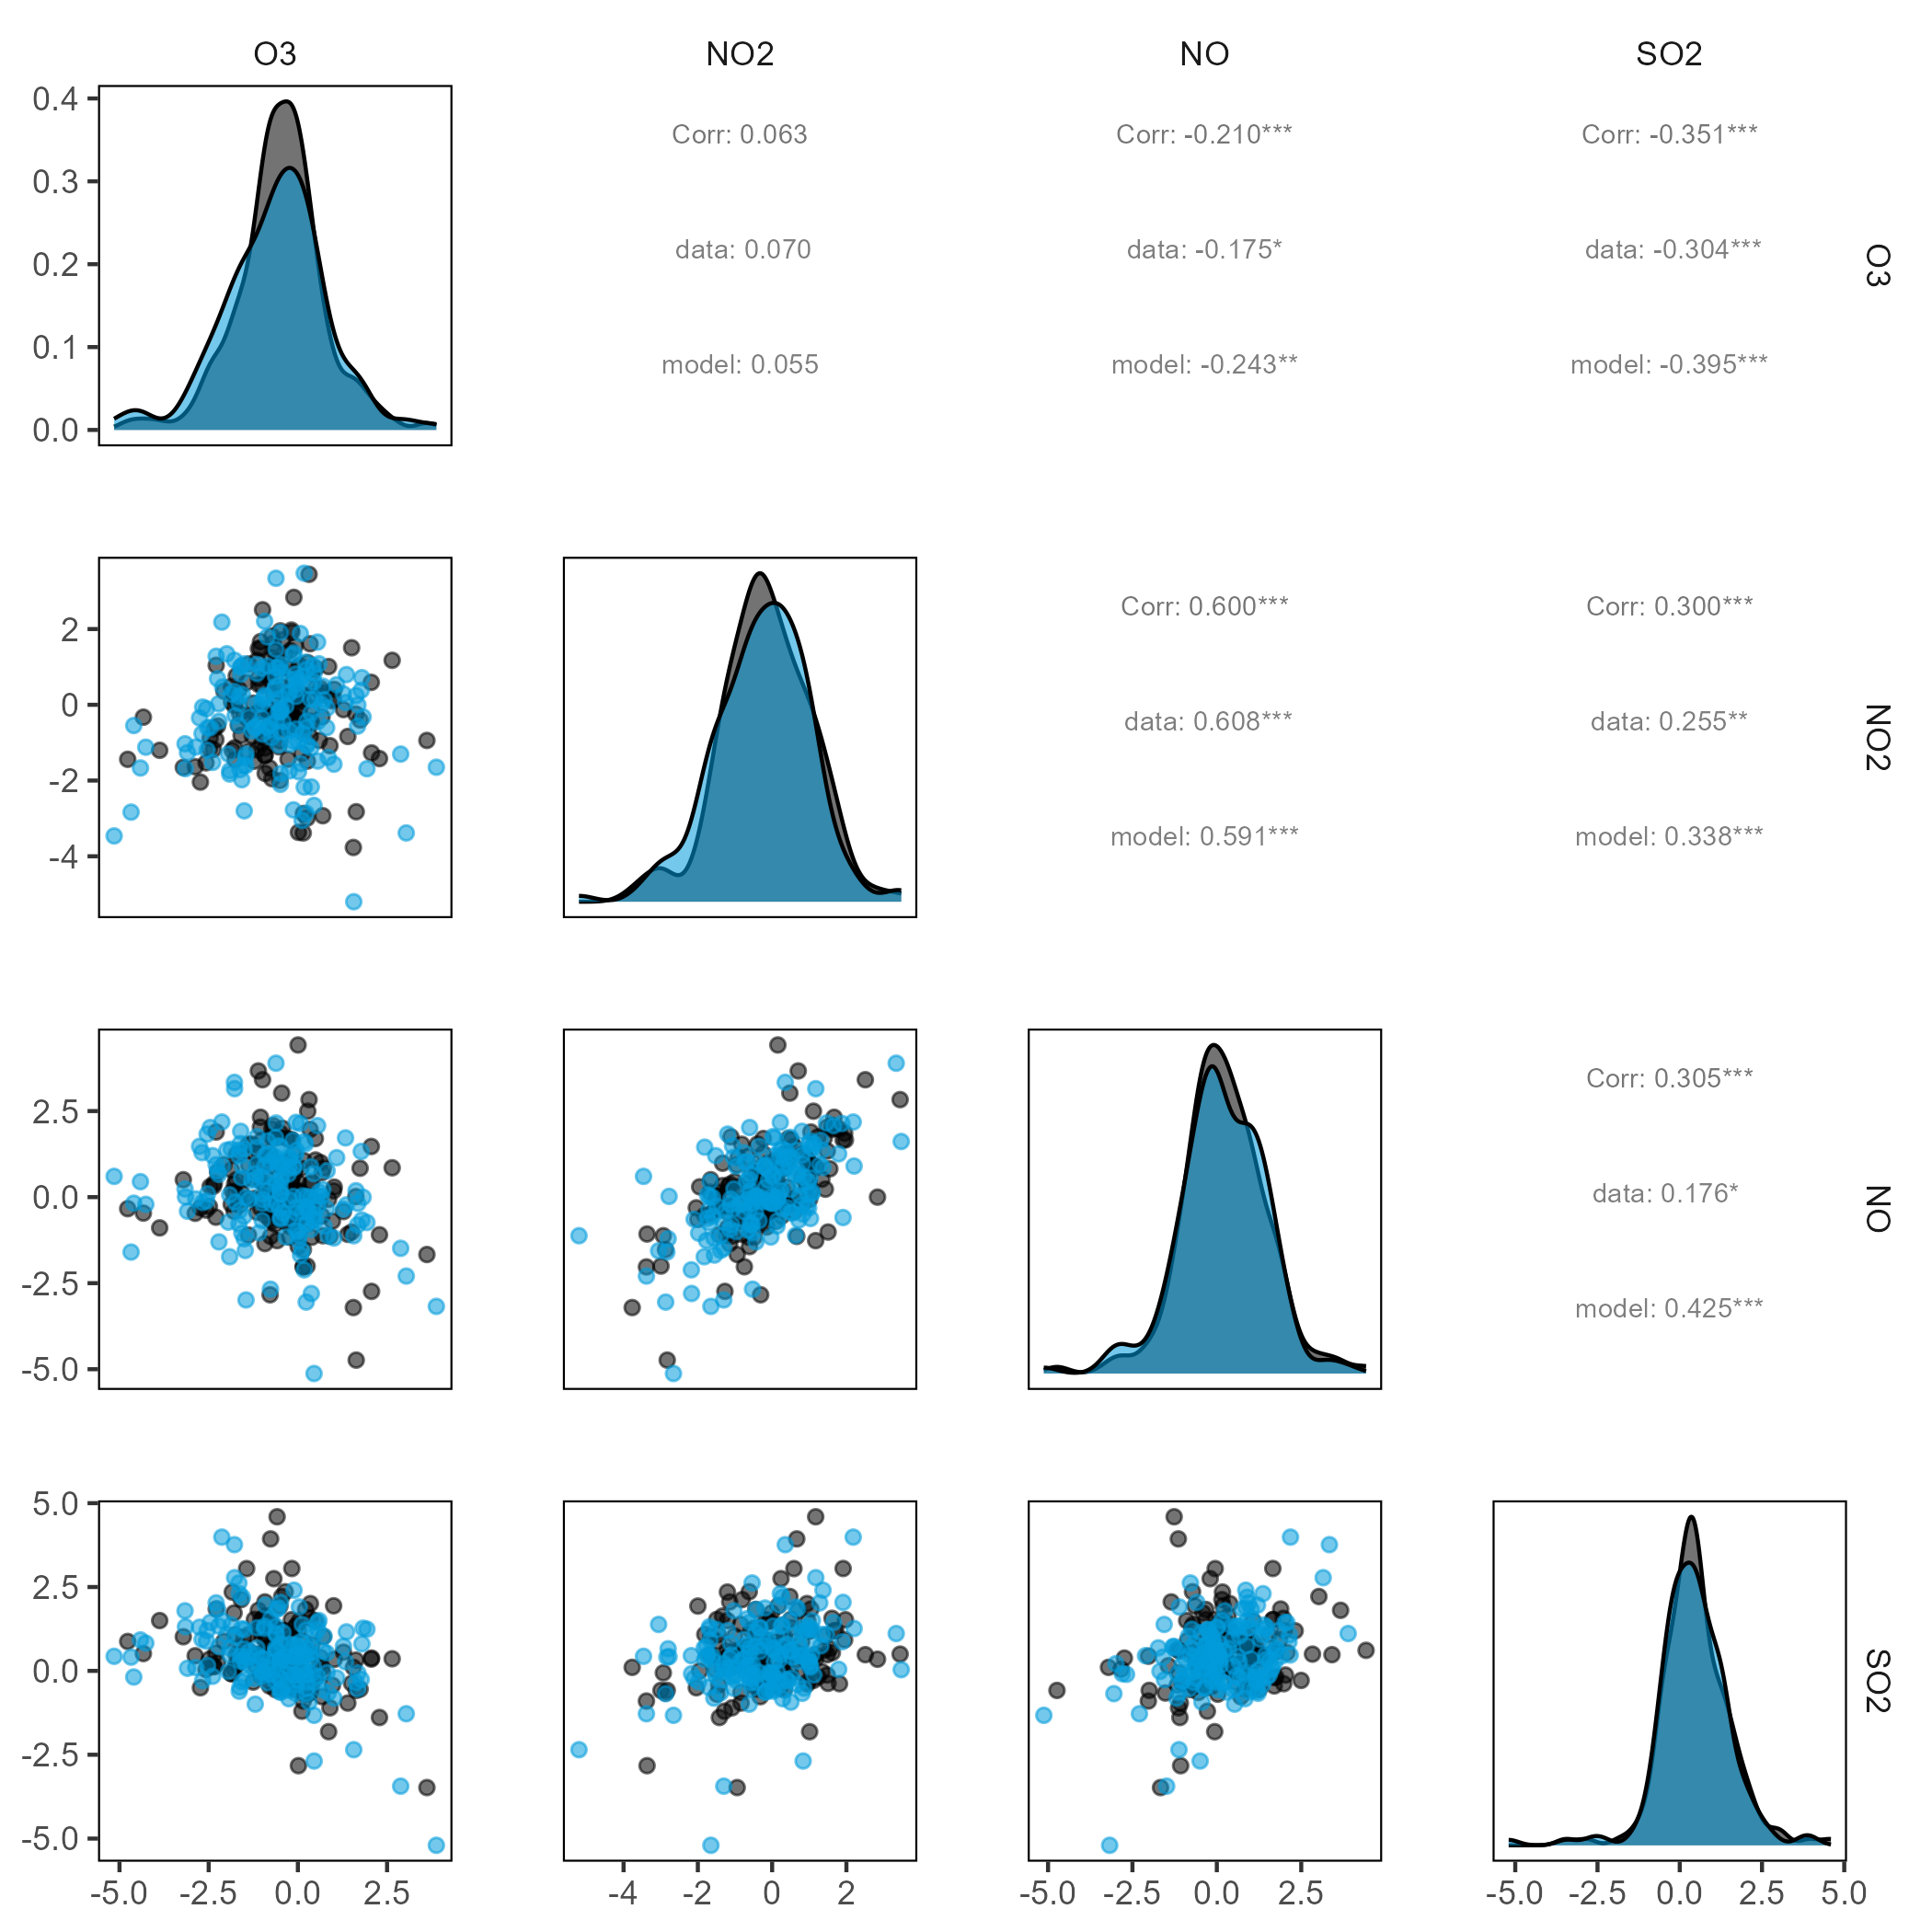 O3 NO2 NO SO2
0.4
0.3
0.2
0.1
0.0
Corr: 0.063
data: 0.070
model: 0.055
Corr: -0.210***
data: -0.175*
model: -0.243**
Corr: -0.351***
data: -0.304***
model: -0.395***
O3
2
0
-2
-4
Corr: 0.600***
data: 0.608***
model: 0.591***
Corr: 0.300***
data: 0.255**
model: 0.338***
NO2
2.5
0.0
-2.5
-5.0
Corr: 0.305***
data: 0.176*
model: 0.425***
NO
5.0
2.5
0.0
-2.5
-5.0
SO2
-5.0 -2.5 0.0 2.5
-4 -2 0 2
-5.0 -2.5 0.0 2.5
-5.0 -2.5 0.0 2.5 5.0